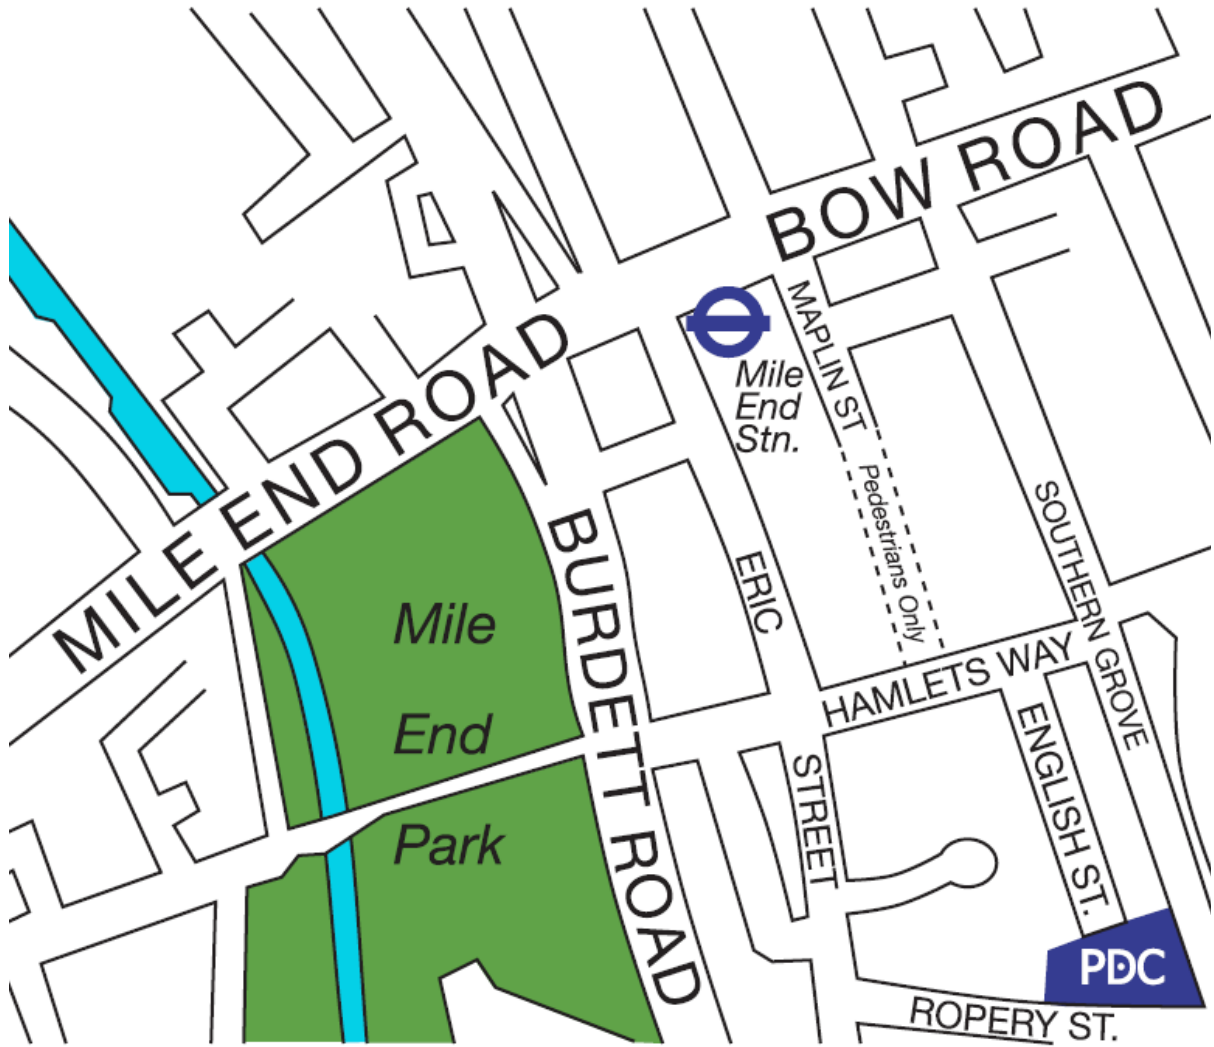 BOW ROAD
MILE END ROAD
MAPLIN ST
Mile
End
Stn.
Pedestrians Only
SOUTHERN GROVE
BURDETT ROAD
ERIC
STREET
Mile
End
Park
HAMLETS WAY
ENGLISH ST.
PDC
ROPERY ST.